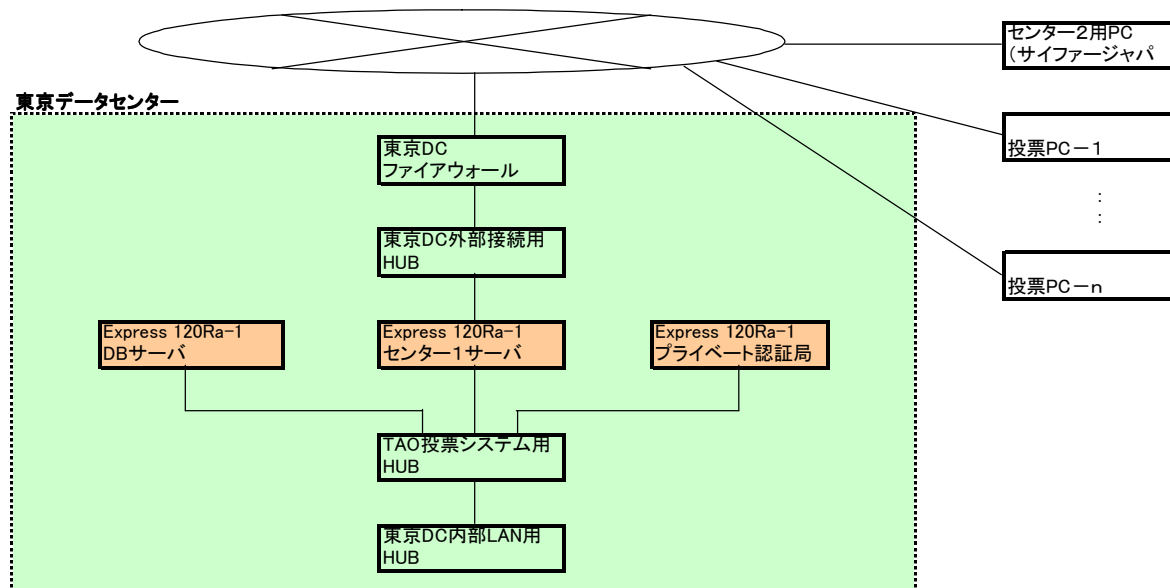 センター2用PC
(サイファージャパ
東京データセンター
東京DC
ファイアウォール
投票PC-1
:
:
東京DC外部接続用
HUB
投票PC-n
Express 120Ra-1
DBサーバ
Express 120Ra-1
センター1サーバ
Express 120Ra-1
プライベート認証局
TAO投票システム用
HUB
東京DC内部LAN用
HUB